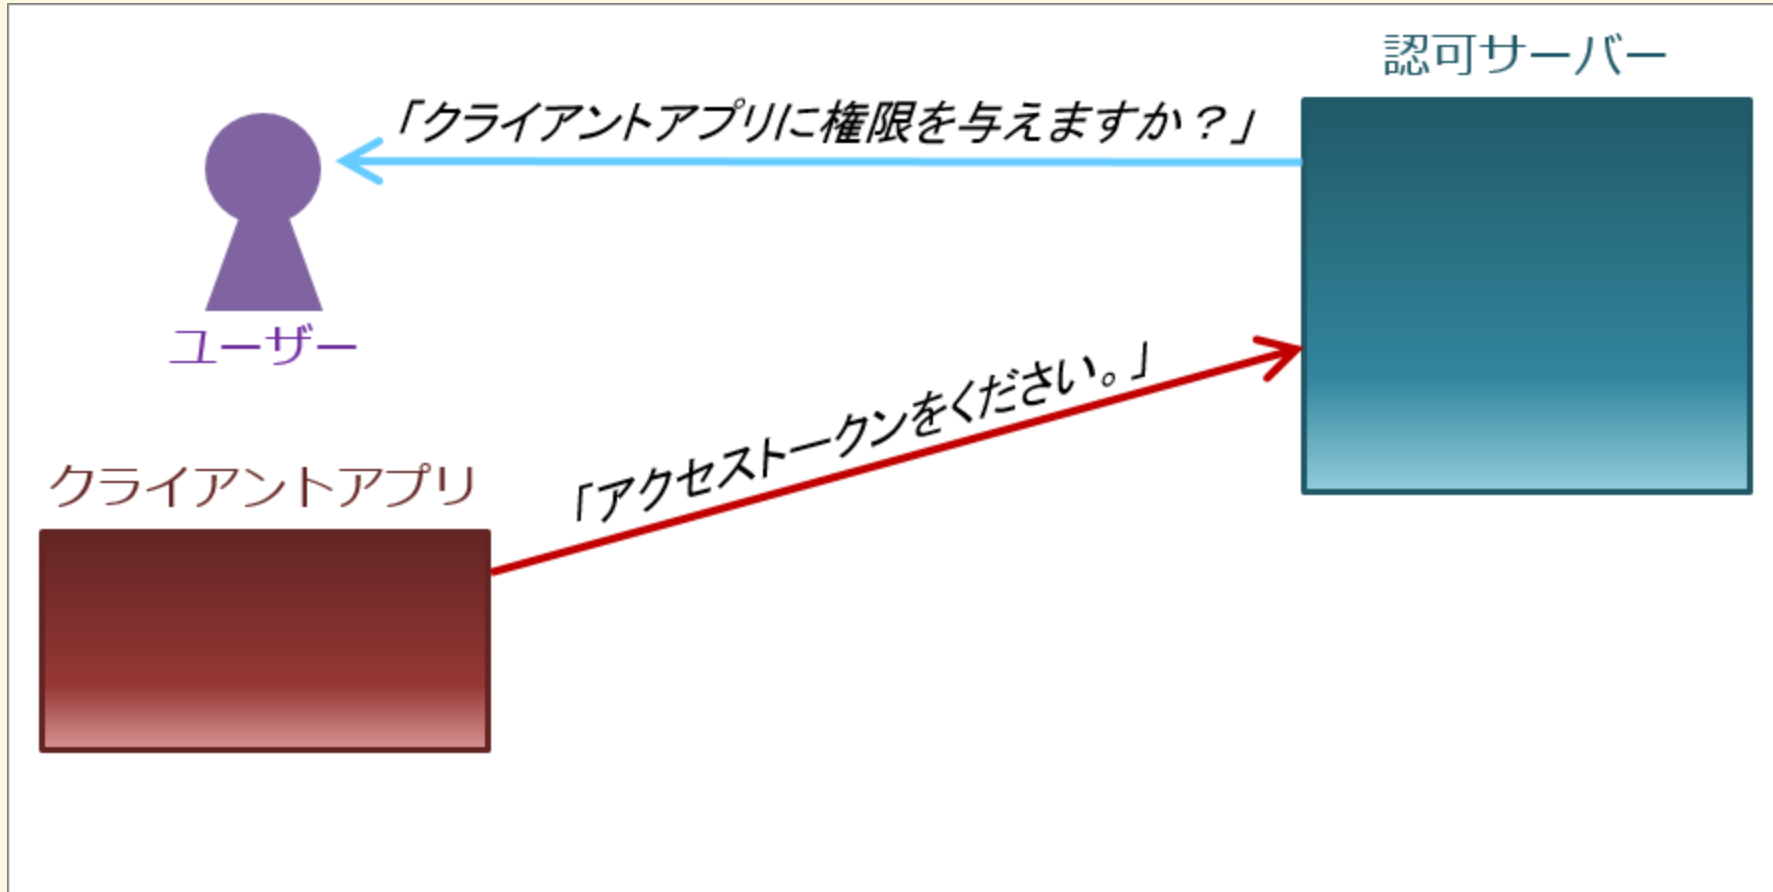 認可サーバー
「クライアントアプリに権限を与えますか？」
ユーザー
「アクセストークンをください。」
クライアントアプリ